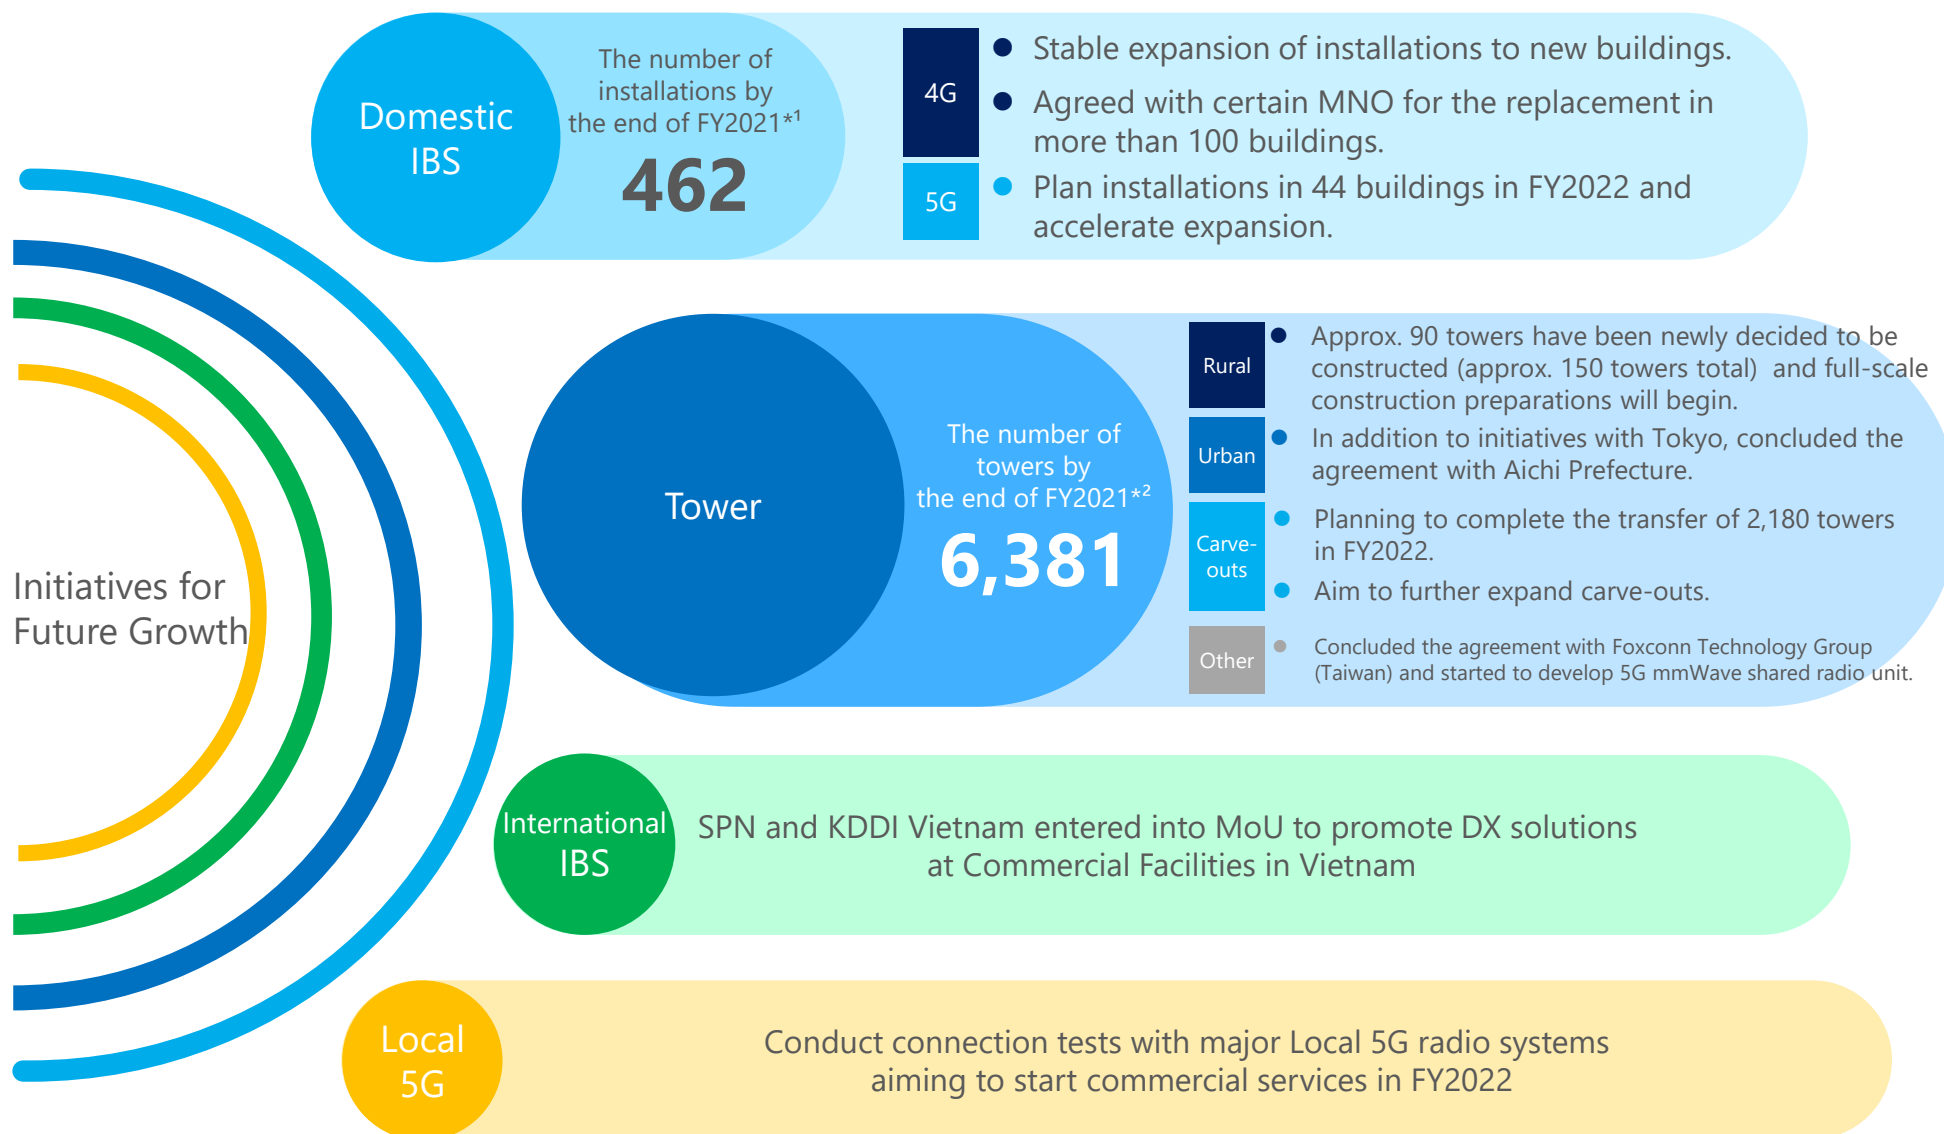 Initiatives for
Future Growth
Domestic
IBS
The number of
installations by
the end of FY2021*¹
462
4G
Stable expansion of installations to new buildings.
Agreed with certain MNO for the replacement in
more than 100 buildings.
5G
Plan installations in 44 buildings in FY2022 and
accelerate expansion.
Tower
The number of
towers by
the end of FY2021*²
6,381
Rural
Approx. 90 towers have been newly decided to be
constructed (approx. 150 towers total) and full-scale
construction preparations will begin.
Urban
In addition to initiatives with Tokyo, concluded the
agreement with Aichi Prefecture.
Carve-
outs
Planning to complete the transfer of 2,180 towers
in FY2022.
Aim to further expand carve-outs.
Other
Concluded the agreement with Foxconn Technology Group
(Taiwan) and started to develop 5G mmWave shared radio unit.
International
IBS
SPN and KDDI Vietnam entered into MoU to promote DX solutions
at Commercial Facilities in Vietnam
Local
5G
Conduct connection tests with major Local 5G radio systems
aiming to start commercial services in FY2022